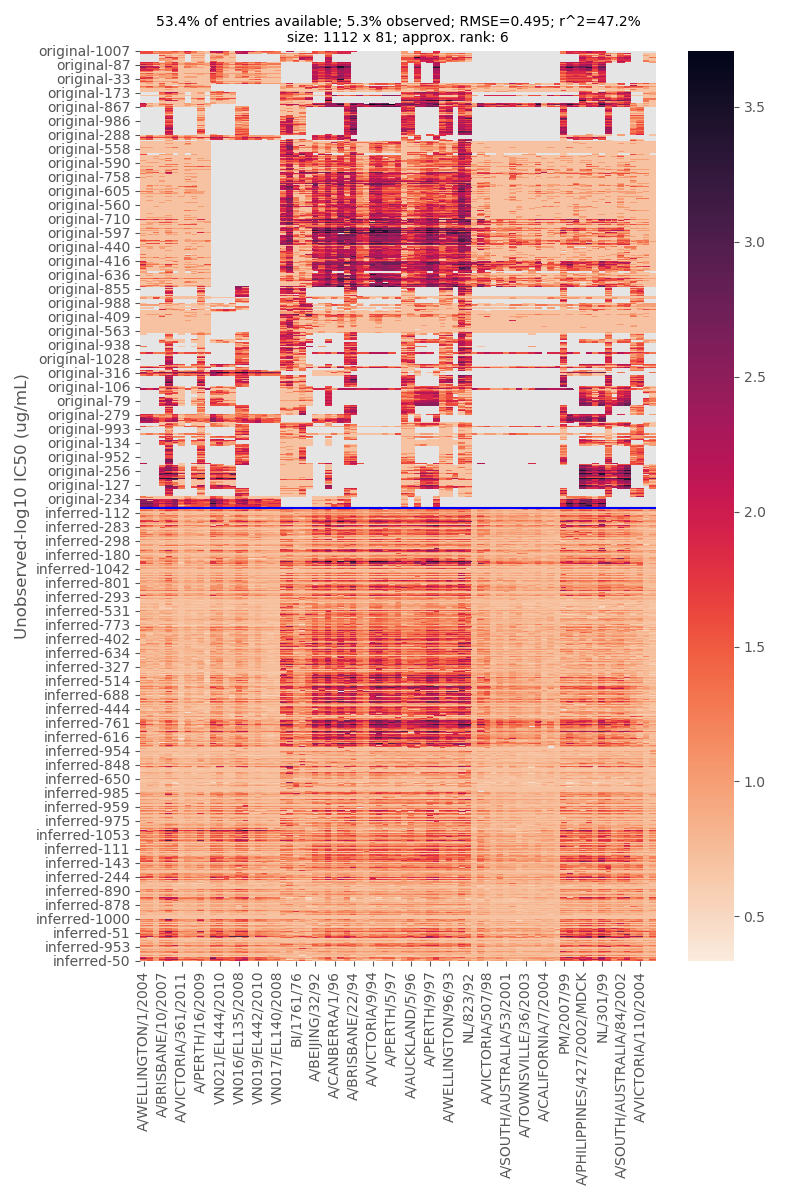 53.4% of entries available; 5.3% observed; RMSE=0.495; r^2=47.2%
size: 1112 x 81; approx. rank: 6
Unobserved-log10 IC50 (ug/mL)
original-1007
original-87
original-33
original-173
original-867
original-986
original-288
original-558
original-590
original-758
original-605
original-560
original-710
original-597
original-440
original-416
original-636
original-855
original-988
original-409
original-563
original-938
original-1028
original-316
original-106
original-79
original-279
original-993
original-134
original-952
original-256
original-127
original-234
inferred-112
inferred-283
inferred-298
inferred-180
inferred-1042
inferred-801
inferred-293
inferred-531
inferred-773
inferred-402
inferred-634
inferred-327
inferred-514
inferred-688
inferred-444
inferred-761
inferred-616
inferred-954
inferred-848
inferred-650
inferred-985
inferred-959
inferred-975
inferred-1053
inferred-111
inferred-143
inferred-244
inferred-890
inferred-878
inferred-1000
inferred-51
inferred-953
inferred-50
3.5
3.0
2.5
2.0
1.5
1.0
0.5
A/WELLINGTON/1/2004
A/BRISBANE/10/2007
A/VICTORIA/361/2011
A/PERTH/16/2009
VN021/EL444/2010
VN016/EL135/2008
VN019/EL442/2010
VN017/EL140/2008
BI/1761/76
A/BEIJING/32/92
A/CANBERRA/1/96
A/BRISBANE/22/94
A/VICTORIA/9/94
A/PERTH/5/97
A/AUCKLAND/5/96
A/PERTH/9/97
A/WELLINGTON/96/93
NL/823/92
A/VICTORIA/507/98
A/SOUTH/AUSTRALIA/53/2001
A/TOWNSVILLE/36/2003
A/CALIFORNIA/7/2004
PM/2007/99
A/PHILIPPINES/427/2002/MDCK
NL/301/99
A/SOUTH/AUSTRALIA/84/2002
A/VICTORIA/110/2004